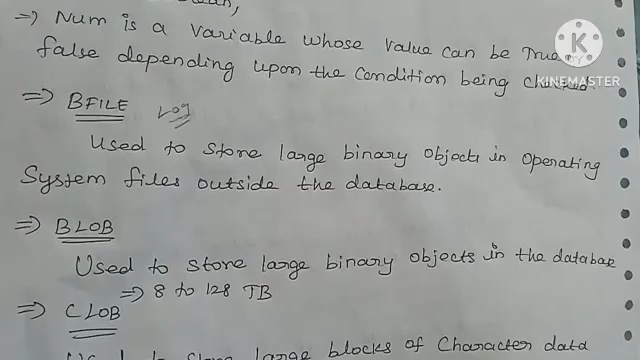 ⇒ Num is a variable whose value can be True
false depending upon the condition being
⇒ BFILE
Used to store large binary objects in operating
System files outside the database.
⇒ BLOB
Used to store large binary objects in the database
⇒ 8 to 128 TB
⇒ CLOB
large blocks of Character data
K
KINEMASTER